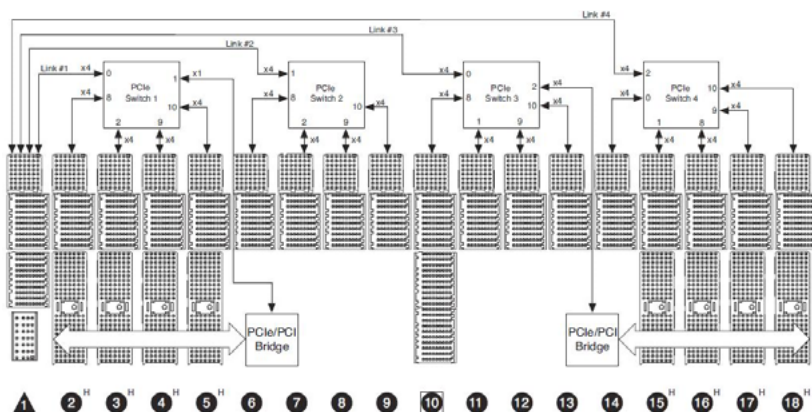 Link #4
Link #3
Link #2
Link #1
x4
0
1
x1
PCIe
Switch 1
x4
8
10
x4
2
9
x4
x4
x4
1
PCIe
Switch 2
x4
8
10
x4
2
9
x4
x4
x4
0
2
x4
PCIe
Switch 3
x4
8
10
x4
1
9
x4
x4
x4
2
10
x4
PCIe
Switch 4
x4
0
9
x4
1
8
x4
x4
PCIe/PCI
Bridge
PCIe/PCI
Bridge
1 2 H 3 H 4 H 5 H 6 7 8 9 10 11 12 13 14 15 H 16 H 17 H 18 H